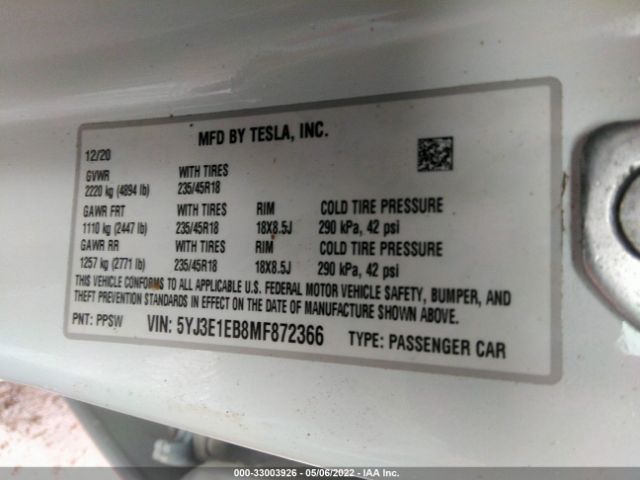 MFD BY TESLA, INC.
12/20
GVWR WITH TIRES
2220 kg (4894 lb) 235/45R18
GAWR FRT WITH TIRES RIM COLD TIRE PRESSURE
1110 kg (2447 lb) 235/45R18 18X8.5J 290 kPa, 42 psi
GAWR RR WITH TIRES RIM COLD TIRE PRESSURE
1257 kg (2771 lb) 235/45R18 18X8.5J 290 kPa, 42 psi
THIS VEHICLE CONFORMS TO ALL APPLICABLE U.S. FEDERAL MOTOR VEHICLE SAFETY, BUMPER, AND
THEFT PREVENTION STANDARDS IN EFFECT ON THE DATE OF MANUFACTURE SHOWN ABOVE.
PNT: PPSW VIN: 5YJ3E1EB8MF872366 TYPE: PASSENGER CAR
000-33003926 - 05/06/2022 - IAA Inc.